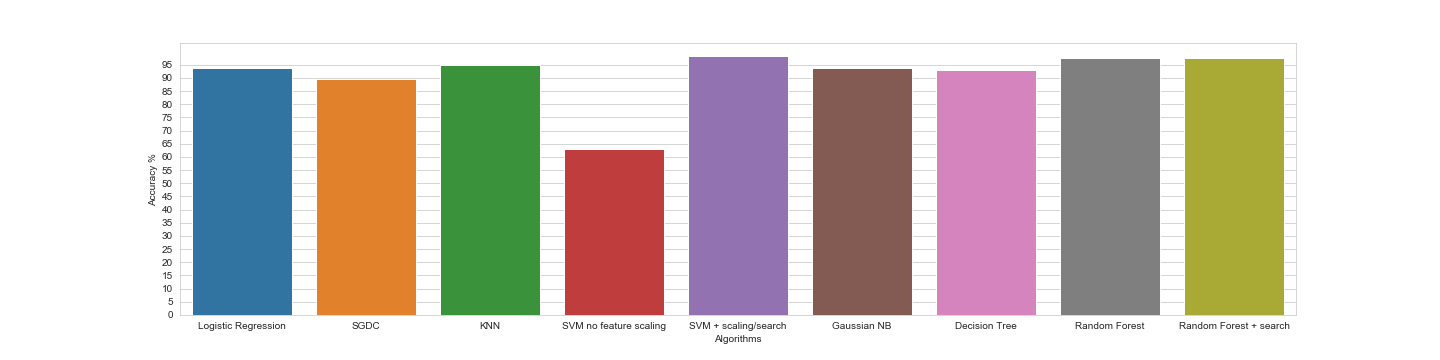 Accuracy %
95
90
85
80
75
70
65
60
55
50
45
40
35
30
25
20
15
10
5
0
Logistic Regression
SGDC
KNN
SVM no feature scaling
SVM + scaling/search
Gaussian NB
Decision Tree
Random Forest
Random Forest + search
Algorithms